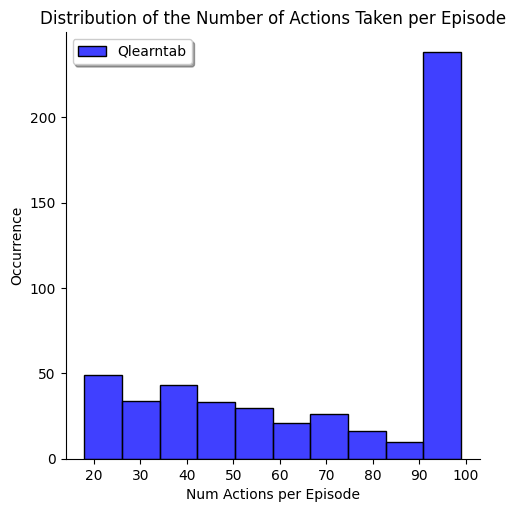 Distribution of the Number of Actions Taken per Episode
Qlearntab
200
150
100
50
0
Occurrence
20 30 40 50 60 70 80 90 100
Num Actions per Episode